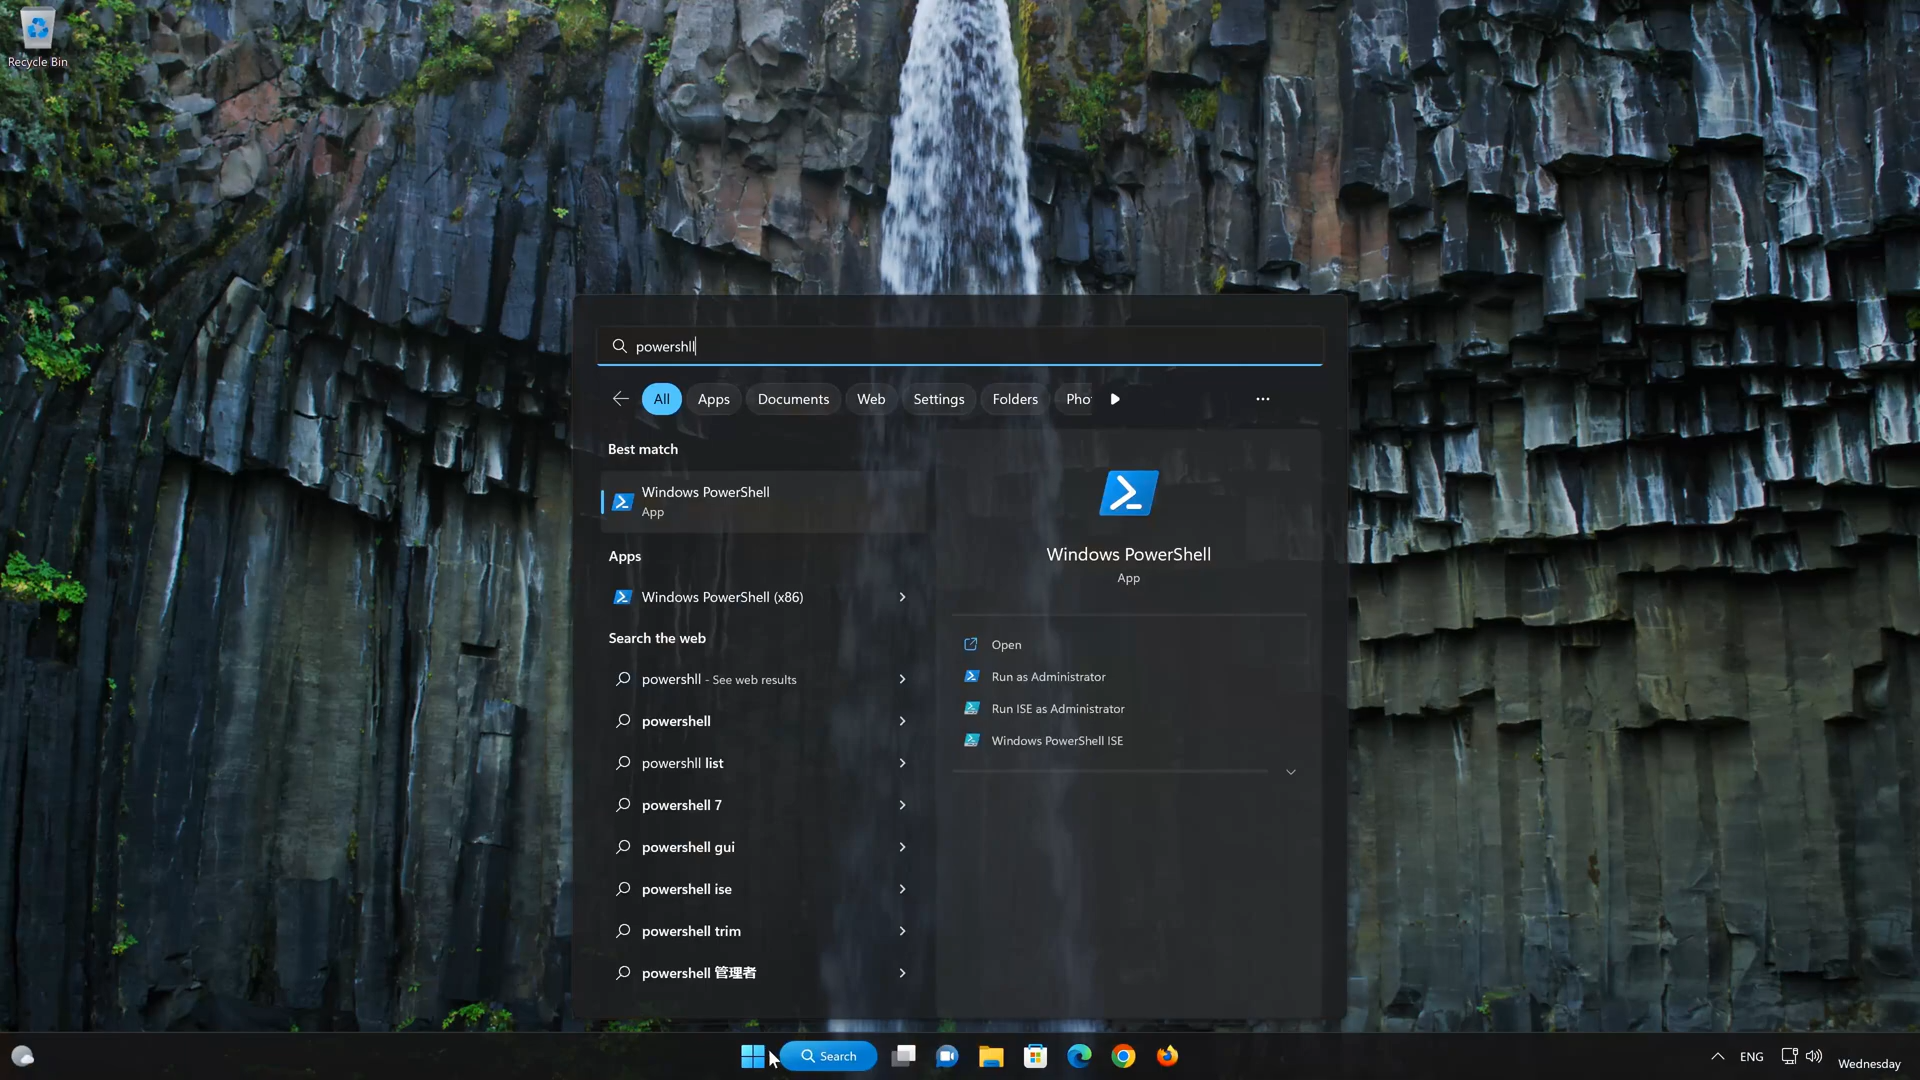 Recycle Bin
powershll
All Apps Documents Web Settings Folders Pho
Best match
Windows PowerShell
App
Apps
Windows PowerShell (x86)
Search the web
powershll - See web results
powershell
powershll list
powershell 7
powershell gui
powershell ise
powershell trim
powershell 管理者
Windows PowerShell
App
Open
Run as Administrator
Run ISE as Administrator
Windows PowerShell ISE
Search
ENG
Wednesday